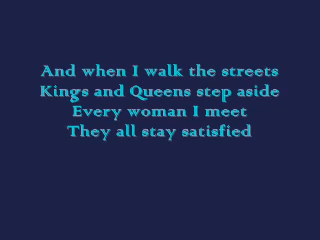 And when I walk the streets
Kings and Queens step aside
Every woman I meet
They all stay satisfied